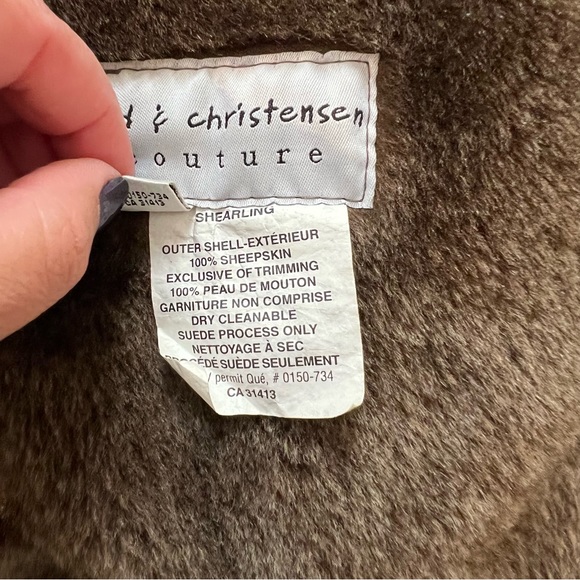 & christensen
outure
0150-734
CA 31413
SHEARLING
OUTER SHELL-EXTÉRIEUR
100% SHEEPSKIN
EXCLUSIVE OF TRIMMING
100% PEAU DE MOUTON
GARNITURE NON COMPRISE
DRY CLEANABLE
SUEDE PROCESS ONLY
NETTOYAGE À SEC
PROCÉDÉ SUÈDE SEULEMENT
/ permit Qué, # 0150-734
CA 31413